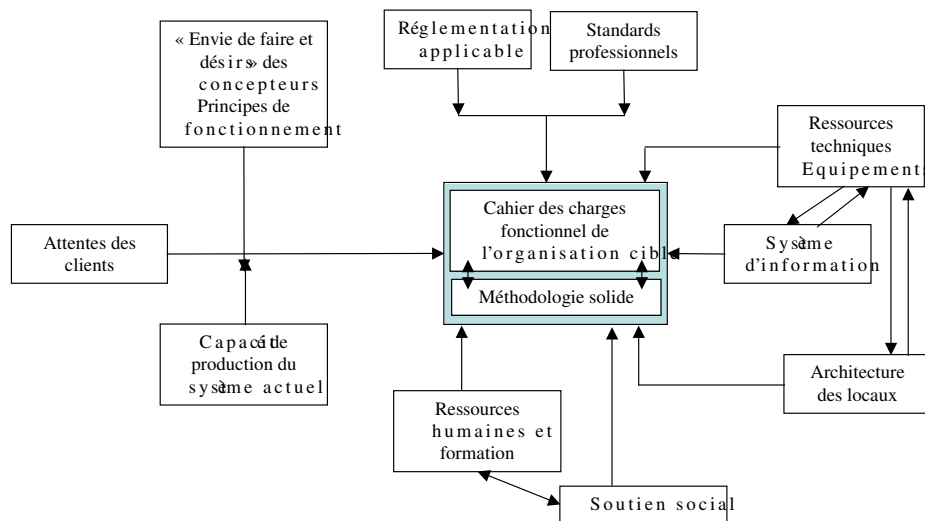 « Envie de faire et
désirs» des
concepteurs
Principes de
fonctionnement
Réglementation
applicable
Standards
professionnels
Ressources
techniques
Equipements
Attentes des
clients
Cahier des charges
fonctionnel de
l'organisation cible
Méthodologie solide
Système
d'information
Capacité de
production du
système actuel
Ressources
humaines et
formation
Architecture
des locaux
Soutien social